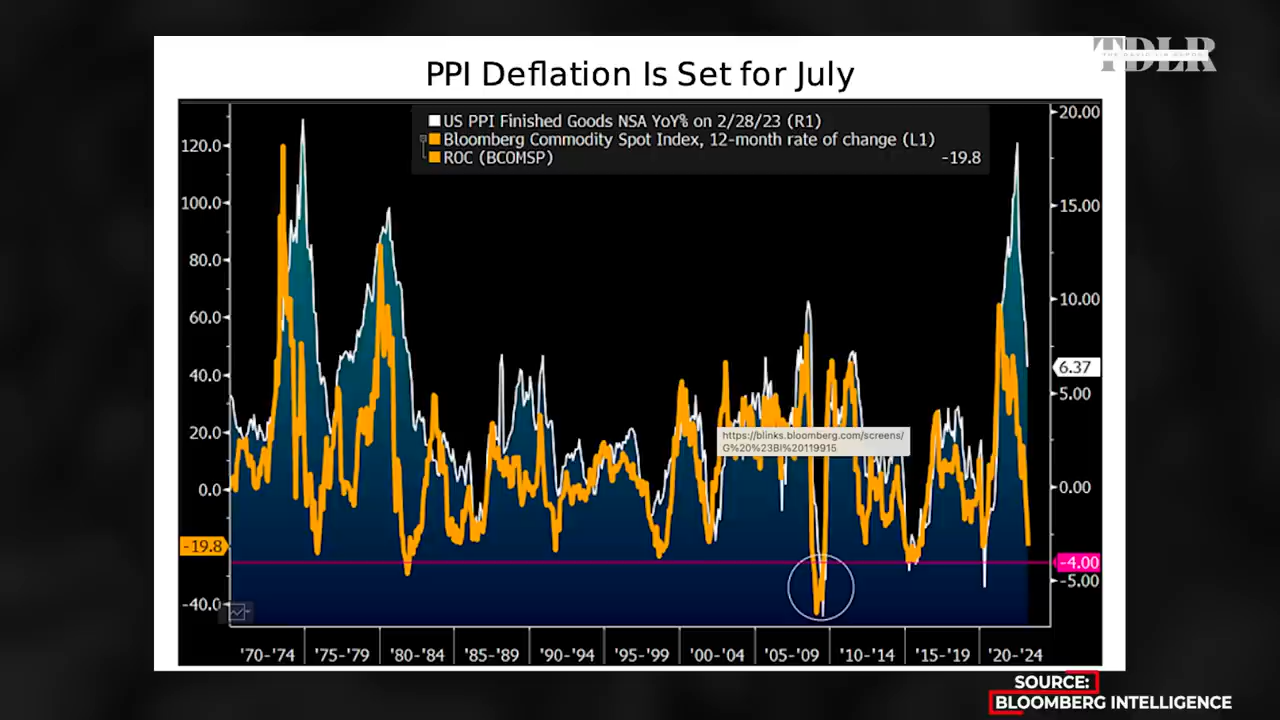 TDLR
PPI Deflation Is Set for July
US PPI Finished Goods NSA YoY% on 2/28/23 (R1)
Bloomberg Commodity Spot Index, 12-month rate of change (L1)
ROC (BCOMSP) -19.8
120.0
100.0
80.0
60.0
40.0
20.0
0.0
-19.8
-40.0
20.00
15.00
10.00
6.37
5.00
0.00
-4.00
-5.00
https://blinks.bloomberg.com/screens/
G%20%23BI%20119915
'70-'74 '75-'79 '80-'84 '85-'89 '90-'94 '95-'99 '00-'04 '05-'09 '10-'14 '15-'19 '20-'24
SOURCE:
BLOOMBERG INTELLIGENCE